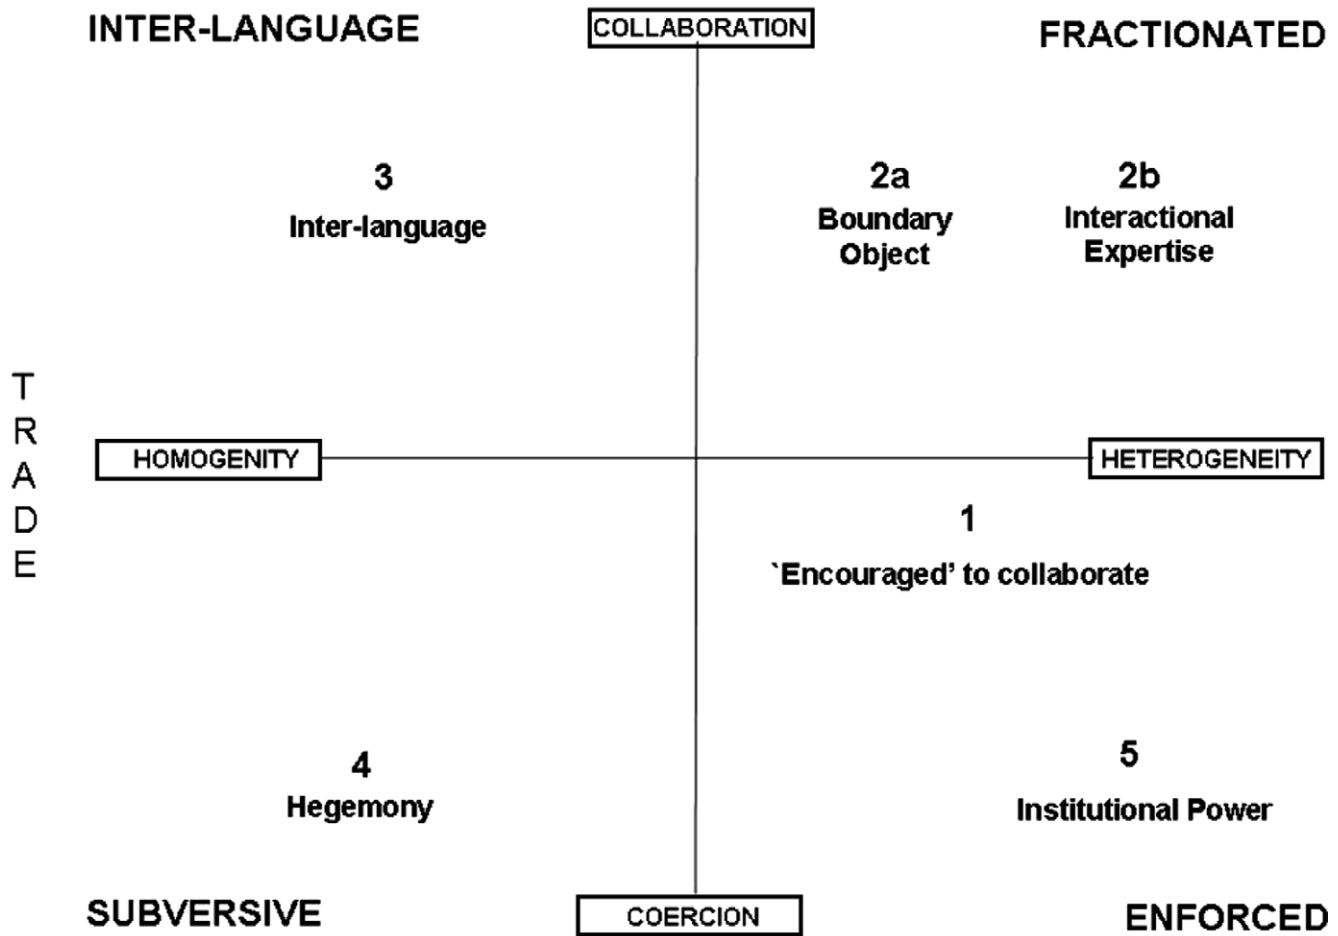 INTER-LANGUAGE
COLLABORATION
FRACTIONATED
3
Inter-language
2a
Boundary
Object
2b
Interactional
Expertise
TRADE
HOMOGENITY
HETEROGENEITY
1
`Encouraged’ to collaborate
4
Hegemony
5
Institutional Power
SUBVERSIVE
COERCION
ENFORCED